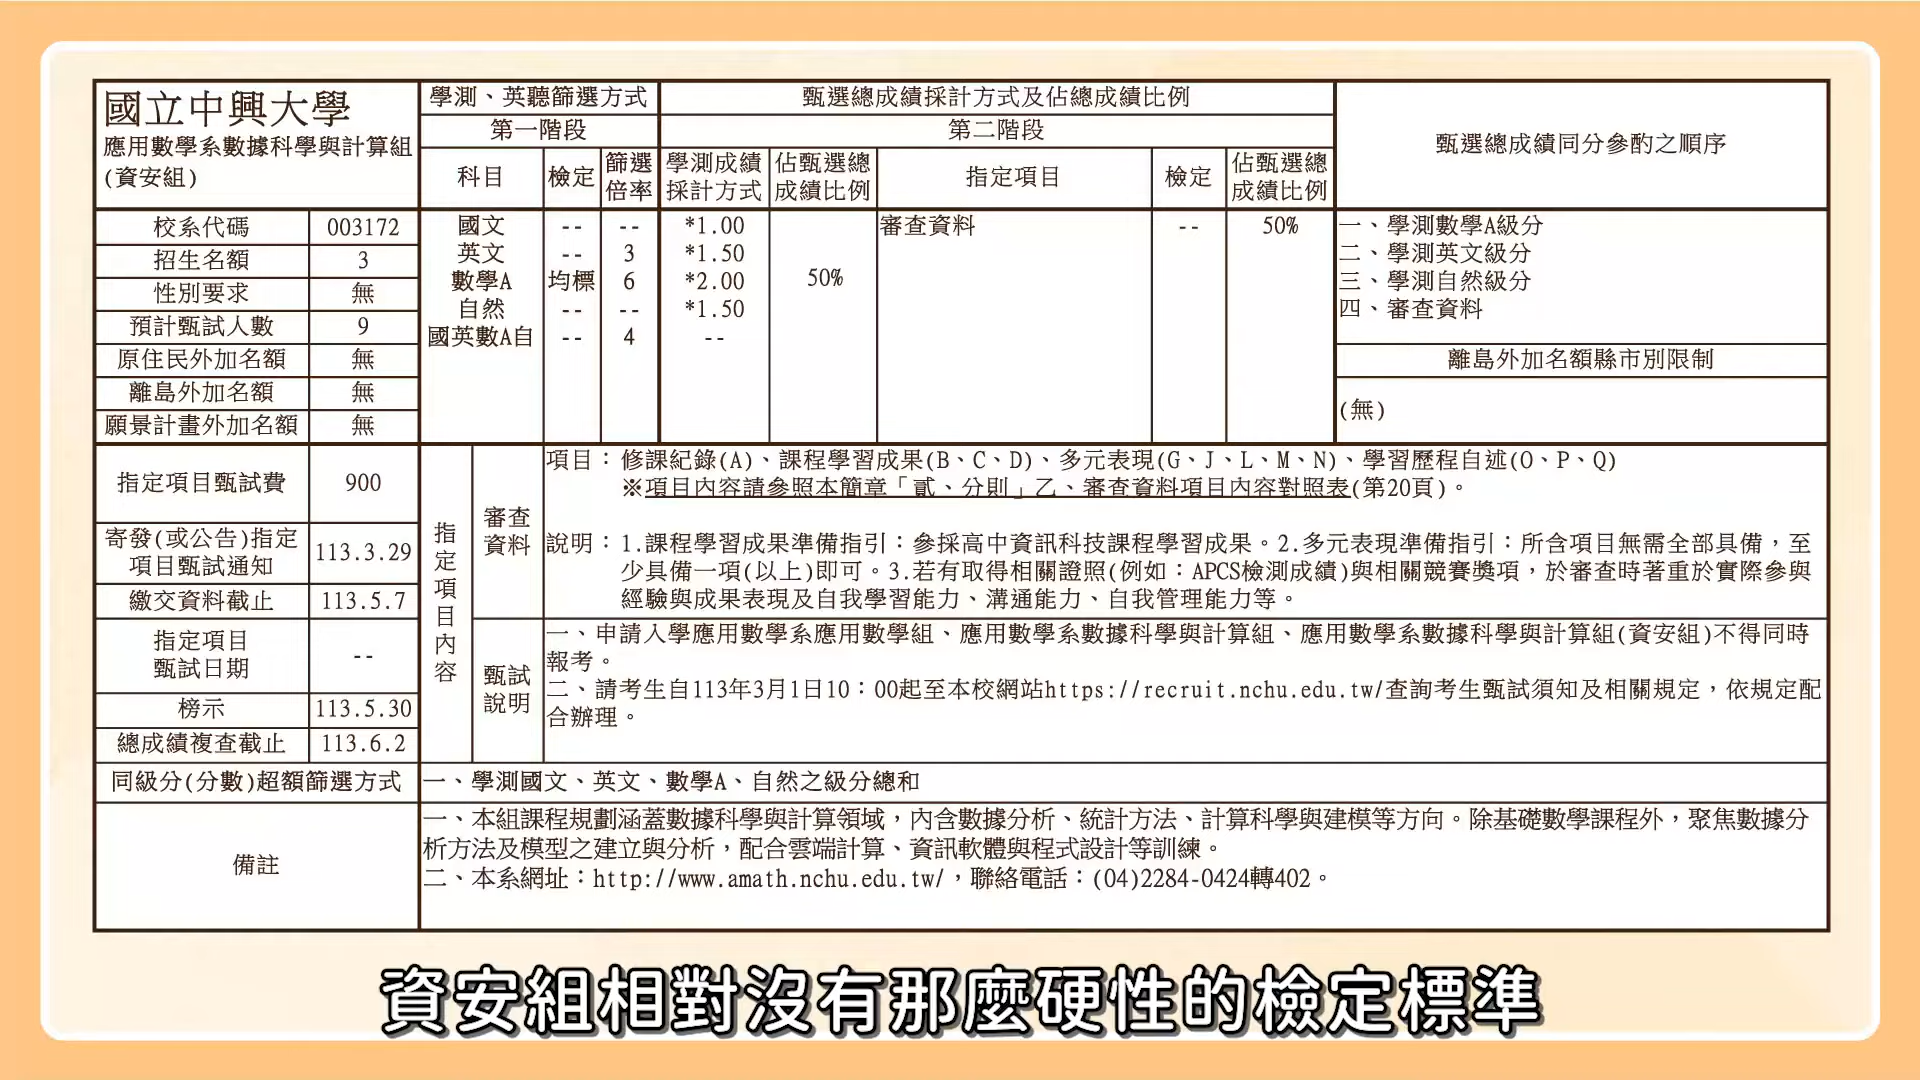 國立中興大學
應用數學系數據科學與計算組
(資安組)
學測、英聽篩選方式
甄選總成績採計方式及佔總成績比例
甄選總成績同分參酌之順序
第一階段
第二階段
科目
檢定
篩選
倍率
學測成績
採計方式
佔甄選總
成績比例
指定項目
檢定
佔甄選總
成績比例
校系代碼 003172
招生名額 3
性別要求 無
預計甄試人數 9
原住民外加名額 無
離島外加名額 無
願景計畫外加名額 無
國文 -- -- *1.00
英文 -- 3 *1.50
數學A 均標 6 *2.00
自然 -- -- *1.50
國英數A自 -- 4 --
50%
審查資料 -- 50%
一、學測數學A級分
二、學測英文級分
三、學測自然級分
四、審查資料
離島外加名額縣市別限制
(無)
指定項目甄試費 900
寄發(或公告)指定
項目甄試通知
113.3.29
繳交資料截止 113.5.7
指定項目
甄試日期
--
榜示 113.5.30
總成績複查截止 113.6.2
指定項目內容
審查
資料
項目：修課紀錄(A)、課程學習成果(B、C、D)、多元表現(G、J、L、M、N)、學習歷程自述(O、P、Q)
※項目內容請參照本簡章「貳、分則」乙、審查資料項目內容對照表(第20頁)。
說明：1.課程學習成果準備指引：參採高中資訊科技課程學習成果。2.多元表現準備指引：所含項目無需全部具備，至
少具備一項(以上)即可。3.若有取得相關證照(例如：APCS檢測成績)與相關競賽獎項，於審查時著重於實際參與
經驗與成果表現及自我學習能力、溝通能力、自我管理能力等。
甄試
說明
一、申請入學應用數學系應用數學組、應用數學系數據科學與計算組、應用數學系數據科學與計算組(資安組)不得同時
報考。
二、請考生自113年3月1日10：00起至本校網站https://recruit.nchu.edu.tw/查詢考生甄試須知及相關規定，依規定配
合辦理。
同級分(分數)超額篩選方式
一、學測國文、英文、數學A、自然之級分總和
備註
一、本組課程規劃涵蓋數據科學與計算領域，內含數據分析、統計方法、計算科學與建模等方向。除基礎數學課程外，聚焦數據分
析方法及模型之建立與分析，配合雲端計算、資訊軟體與程式設計等訓練。
二、本系網址：http://www.amath.nchu.edu.tw/，聯絡電話：(04)2284-0424轉402。
資安組相對沒有那麼硬性的檢定標準